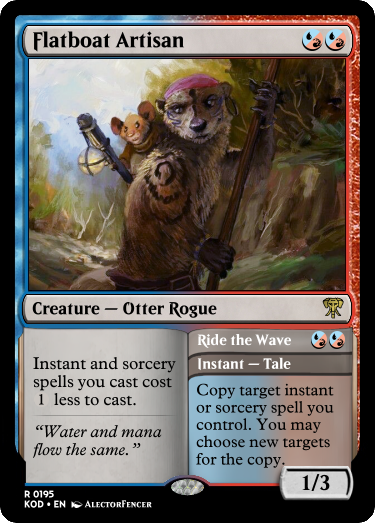 Flatboat Artisan
Creature — Otter Rogue
Instant and sorcery
spells you cast cost
1 less to cast.
“Water and mana
flow the same.”
Ride the Wave
Instant — Tale
Copy target instant
or sorcery spell you
control. You may
choose new targets
for the copy.
1/3
R 0195
KOD • EN AlectorFencer